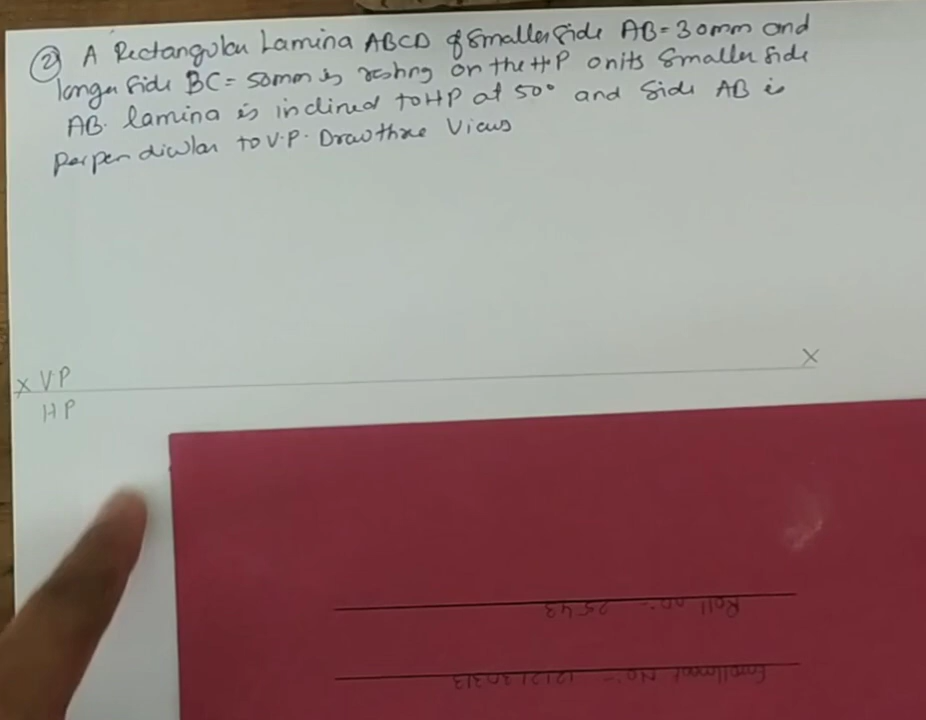 ② A Rectangular Lamina ABCD of Smaller Side AB=30mm and
longer Side BC= 50mm is resting on the HP on its Smaller Side
AB. lamina is inclined to HP at 50° and Side AB is
Perpendicular to V.P. Draw three Views
X VP
X
HP
Roll no:- 2543
Enrollment No:- 121230313